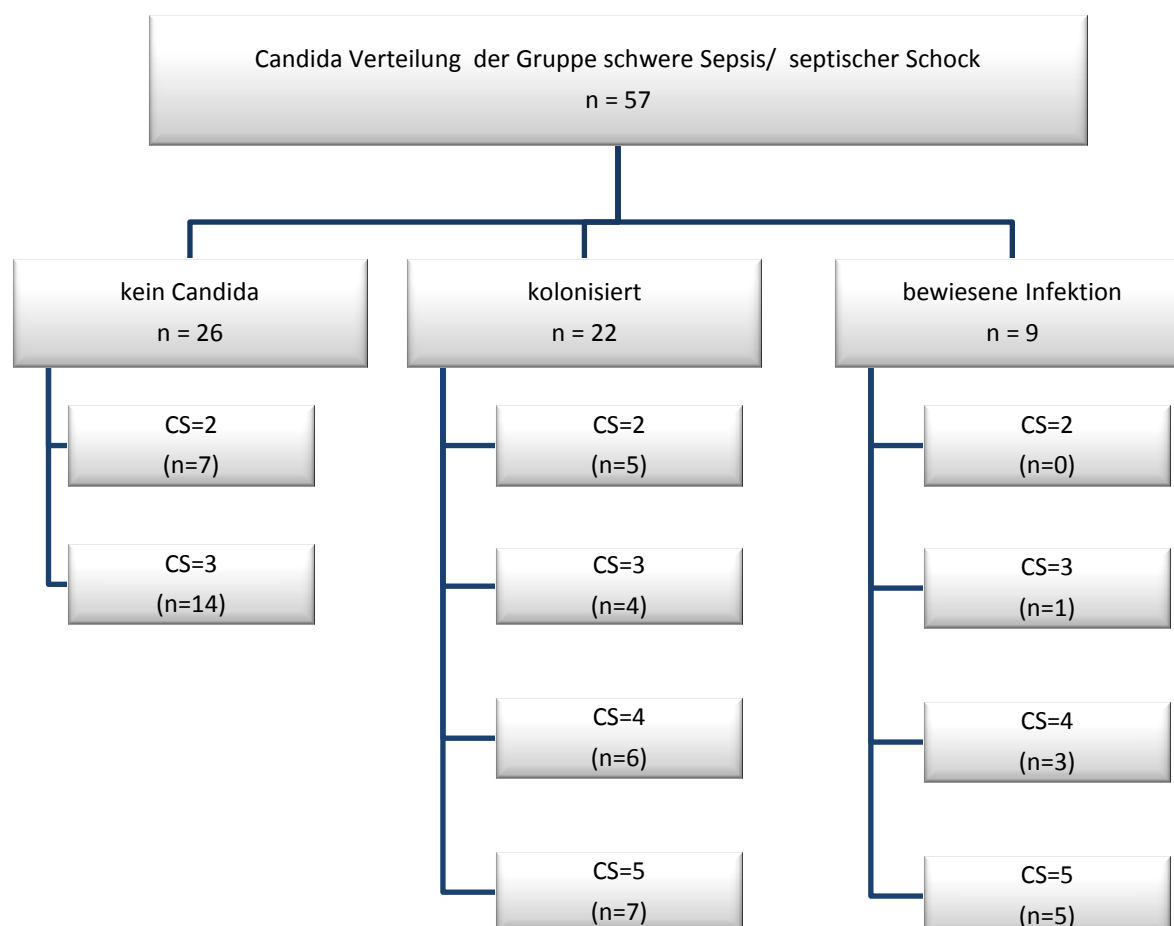 Candida Verteilung der Gruppe schwere Sepsis/ septischer Schock
n = 57
kein Candida
n = 26
CS=2
(n=7)
CS=3
(n=14)
kolonisiert
n = 22
CS=2
(n=5)
CS=3
(n=4)
CS=4
(n=6)
CS=5
(n=7)
bewiesene Infektion
n = 9
CS=2
(n=0)
CS=3
(n=1)
CS=4
(n=3)
CS=5
(n=5)